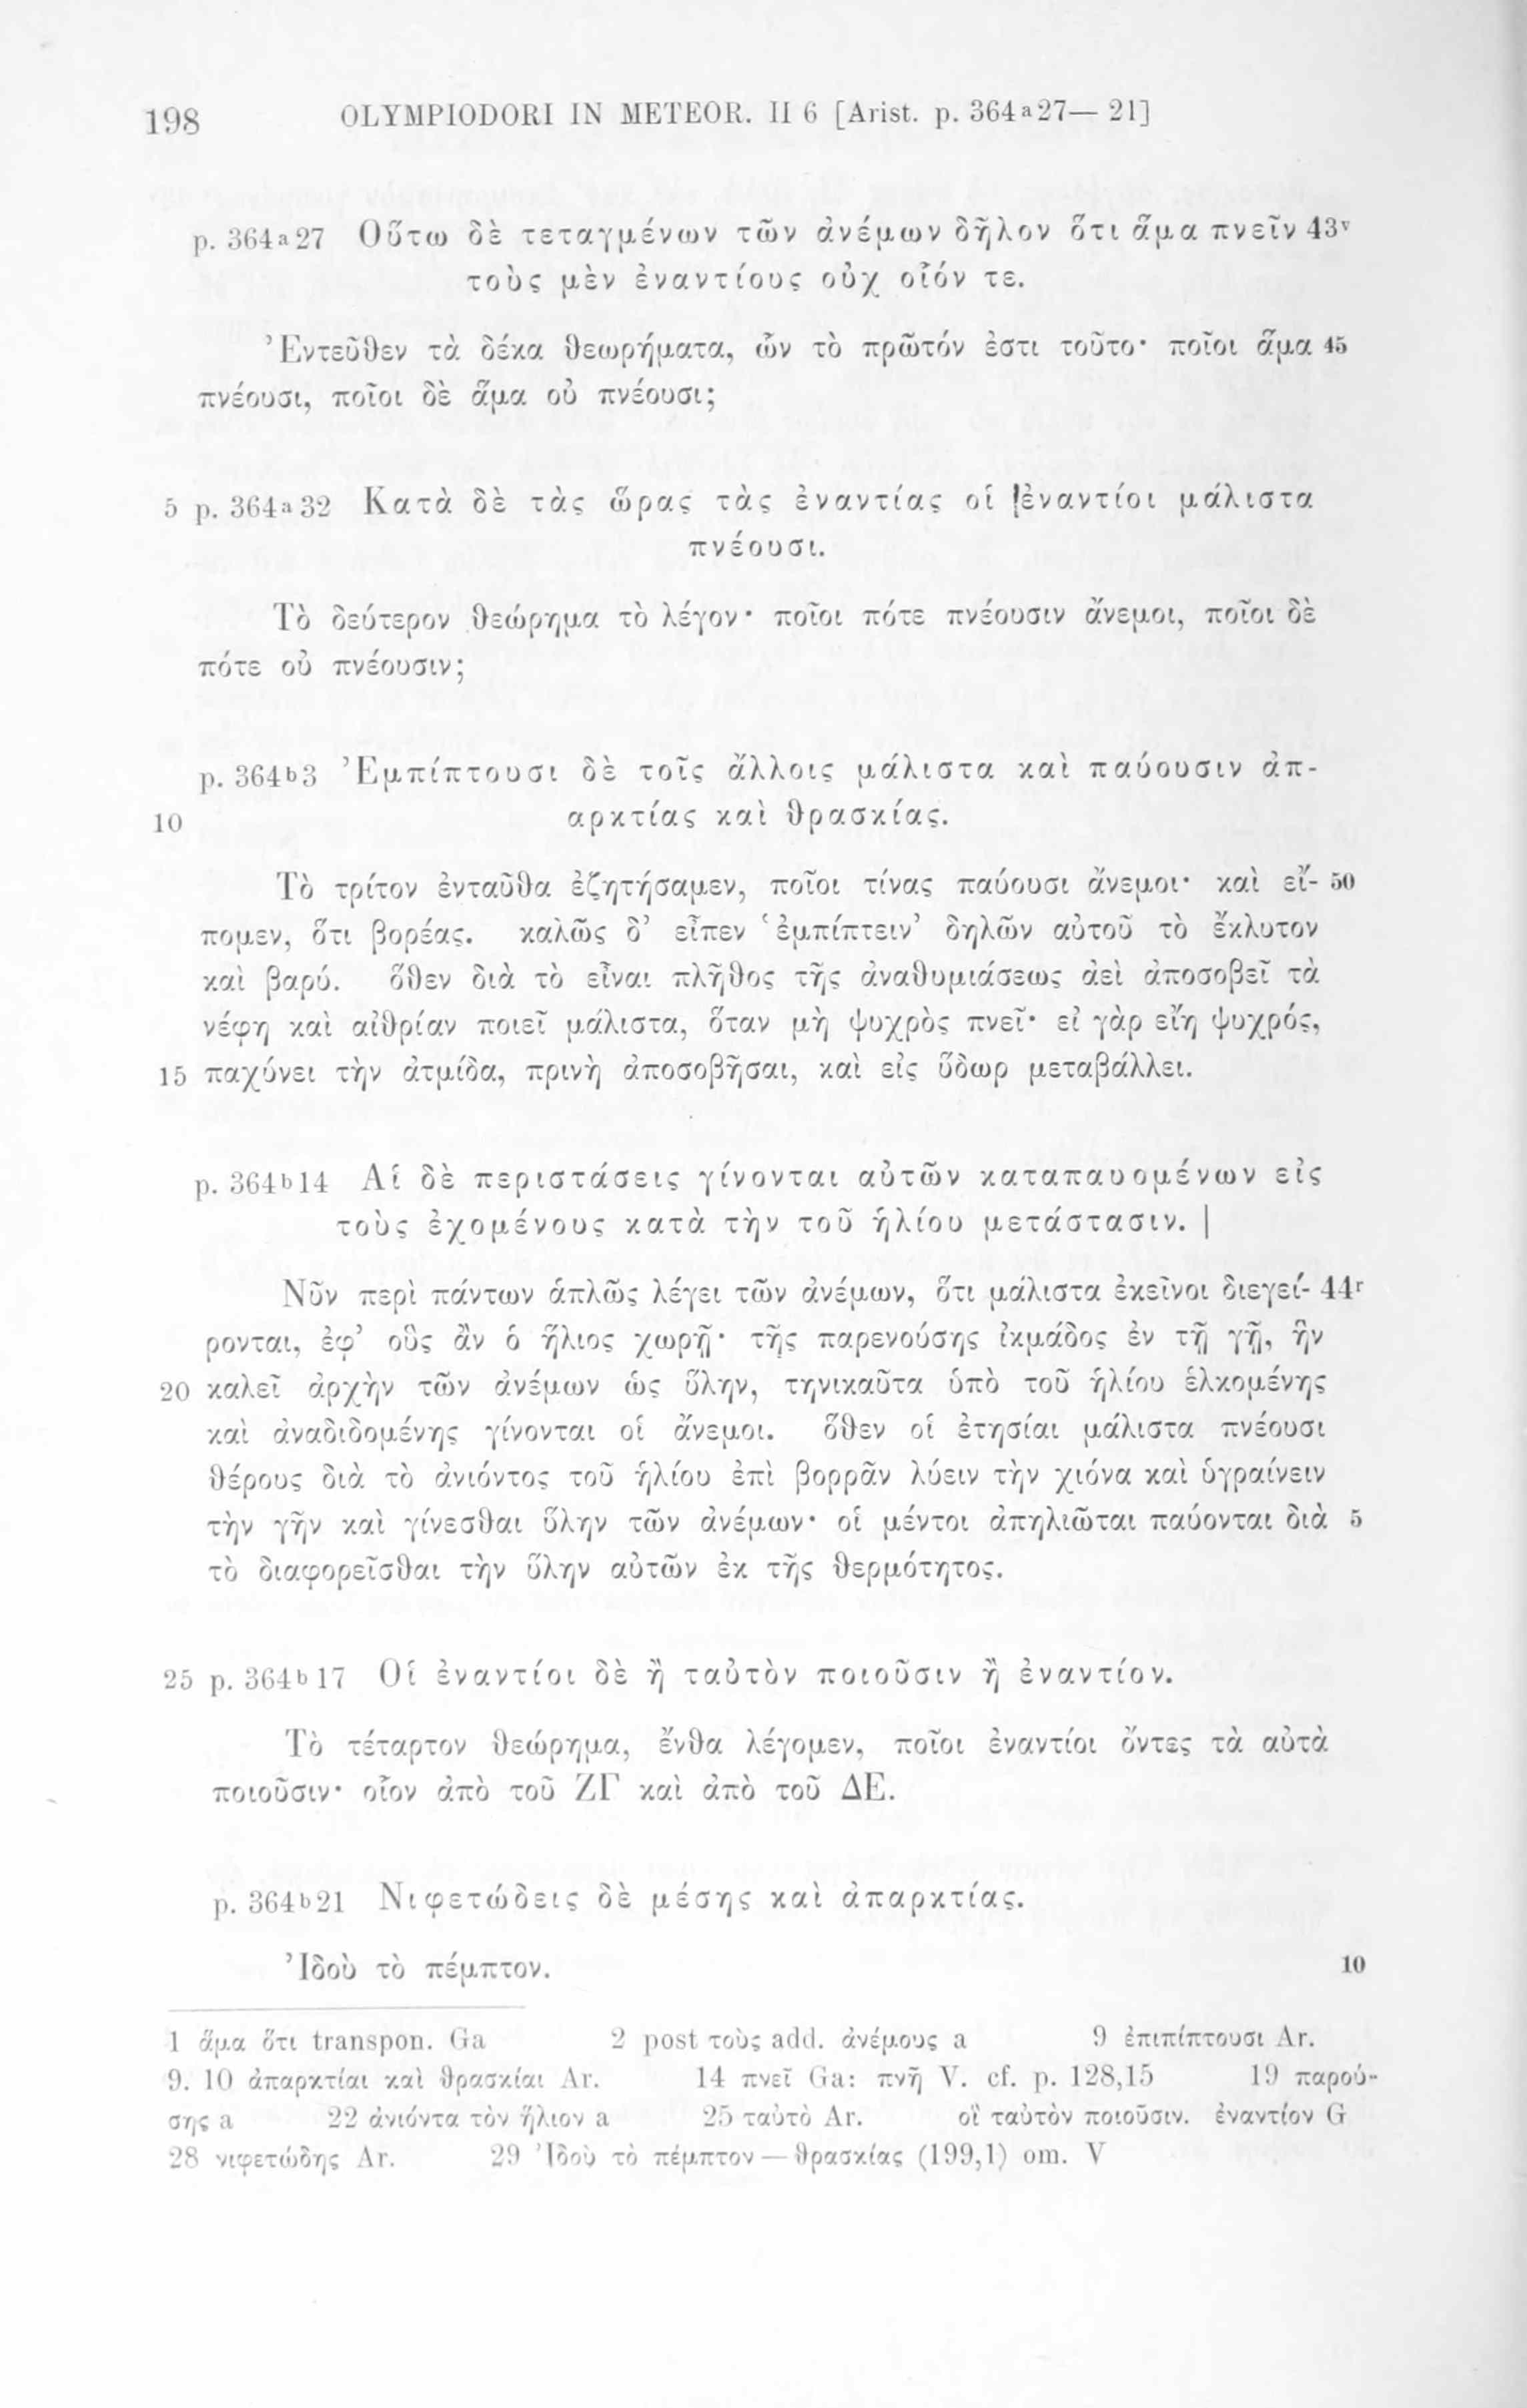 198 OLYMPIODORI IN METEOR. II 6 [Arist. p. 364a27— 21]
p. 364a27 Οὕτω δὲ τεταγμένων τῶν ἀνέμων δῆλον ὅτι ἅμα πνεῖν 43v
τοὺς μὲν ἐναντίους οὐχ οἷόν τε.
Ἐντεῦθεν τὰ δέκα θεωρήματα, ὧν τὸ πρῶτόν ἐστι τοῦτο· ποῖοι ἅμα 45
πνέουσι, ποῖοι δὲ ἅμα οὐ πνέουσι;
5 p. 364a32 Κατὰ δὲ τὰς ὥρας τὰς ἐναντίας οἱ ἐναντίοι μάλιστα
πνέουσι.
Τὸ δεύτερον θεώρημα τὸ λέγον· ποῖοι πότε πνέουσιν ἄνεμοι, ποῖοι δὲ
πότε οὐ πνέουσιν;
p. 364b3 Ἐμπίπτουσι δὲ τοῖς ἄλλοις μάλιστα καὶ παύουσιν ἀπ-
10 αρκτίας καὶ θρασκίας.
Τὸ τρίτον ἐνταῦθα ἐζητήσαμεν, ποῖοι τίνας παύουσι ἄνεμοι· καὶ εἴ- 50
πομεν, ὅτι βορέας. καλῶς δ’ εἶπεν ‘ἐμπίπτειν’ δηλῶν αὐτοῦ τὸ ἔκλυτον
καὶ βαρύ. ὅθεν διὰ τὸ εἶναι πλῆθος τῆς ἀναθυμιάσεως ἀεὶ ἀποσοβεῖ τὰ
νέφη καὶ αἰθρίαν ποιεῖ μάλιστα, ὅταν μὴ ψυχρὸς πνεῖ· εἰ γὰρ εἴη ψυχρός,
15 παχύνει τὴν ἀτμίδα, πρινὴ ἀποσοβῆσαι, καὶ εἰς ὕδωρ μεταβάλλει.
p. 364b14 Αἱ δὲ περιστάσεις γίνονται αὐτῶν καταπαυομένων εἰς
τοὺς ἐχομένους κατὰ τὴν τοῦ ἡλίου μετάστασιν. |
Νῦν περὶ πάντων ἁπλῶς λέγει τῶν ἀνέμων, ὅτι μάλιστα ἐκεῖνοι διεγεί- 44r
ρονται, ἐφ’ οὓς ἂν ὁ ἥλιος χωρῇ· τῆς παρενούσης ἰκμάδος ἐν τῇ γῇ, ἣν
20 καλεῖ ἀρχὴν τῶν ἀνέμων ὡς ὕλην, τηνικαῦτα ὑπὸ τοῦ ἡλίου ἑλκομένης
καὶ ἀναδιδομένης γίνονται οἱ ἄνεμοι. ὅθεν οἱ ἐτησίαι μάλιστα πνέουσι
θέρους διὰ τὸ ἀνιόντος τοῦ ἡλίου ἐπὶ βορρᾶν λύειν τὴν χιόνα καὶ ὑγραίνειν
τὴν γῆν καὶ γίνεσθαι ὕλην τῶν ἀνέμων· οἱ μέντοι ἀπηλιῶται παύονται διὰ 5
τὸ διαφορεῖσθαι τὴν ὕλην αὐτῶν ἐκ τῆς θερμότητος.
25 p. 364b17 Οἱ ἐναντίοι δὲ ἢ ταὐτὸν ποιοῦσιν ἢ ἐναντίον.
Τὸ τέταρτον θεώρημα, ἔνθα λέγομεν, ποῖοι ἐναντίοι ὄντες τὰ αὐτὰ
ποιοῦσιν· οἷον ἀπὸ τοῦ ΖΓ καὶ ἀπὸ τοῦ ΔΕ.
p. 364b21 Νιφετώδεις δὲ μέσης καὶ ἀπαρκτίας.
Ἰδοὺ τὸ πέμπτον. 10
1 ἅμα ὅτι transpon. Ga 2 post τοὺς add. ἀνέμους a 9 ἐπιπίπτουσι Ar.
9. 10 ἀπαρκτίαι καὶ θρασκίαι Ar. 14 πνεῖ Ga: πνῆ V. cf. p. 128,15 19 παρού-
σης a 22 ἀνιόντα τὸν ἥλιον a 25 ταὐτὸ Ar. οἳ ταὐτὸν ποιοῦσιν. ἐναντίον G
28 νιφετώδης Ar. 29 Ἰδοὺ τὸ πέμπτον — θρασκίας (199,1) om. V